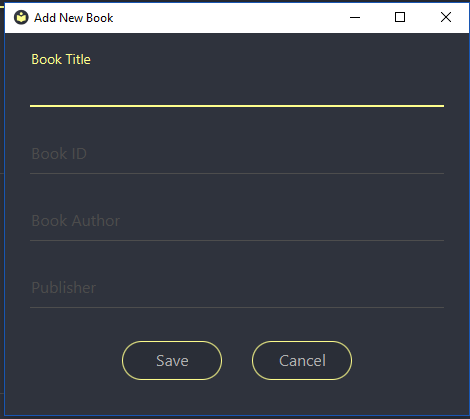 Add New Book
Book Title
Book ID
Book Author
Publisher
Save Cancel